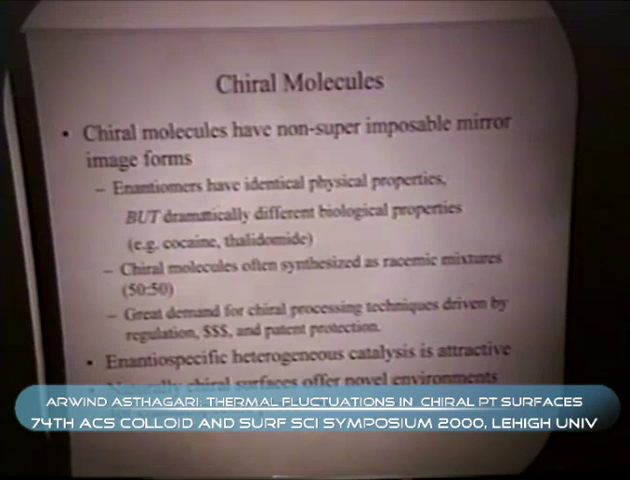 Chiral Molecules
• Chiral molecules have non-super imposable mirror
image forms
– Enantiomers have identical physical properties,
BUT dramatically different biological properties
(e.g. cocaine, thalidomide)
– Chiral molecules often synthesized as racemic mixtures
(50:50)
– Great demand for chiral processing techniques driven by
regulation, $$$, and patent protection.
• Enantiospecific heterogeneous catalysis is attractive
• Naturally chiral surfaces offer novel environments
ARWIND ASTHAGARI: THERMAL FLUCTUATIONS IN CHIRAL PT SURFACES
74TH ACS COLLOID AND SURF SCI SYMPOSIUM 2000, LEHIGH UNIV